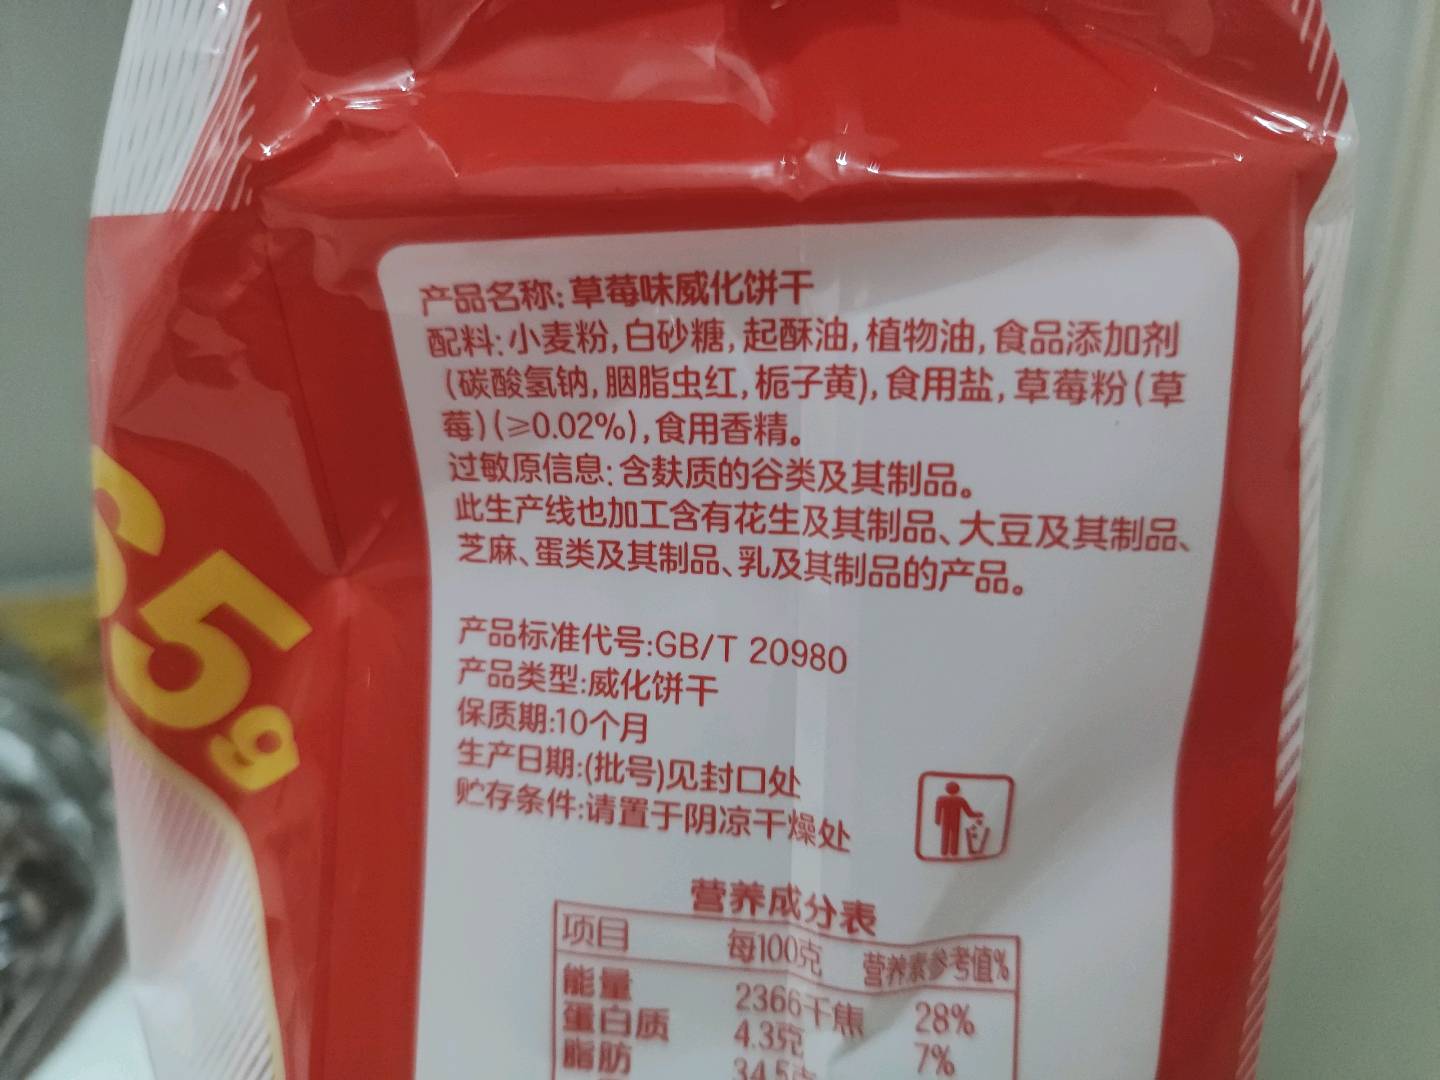 产品名称:草莓味威化饼干
配料:小麦粉,白砂糖,起酥油,植物油,食品添加剂
(碳酸氢钠,胭脂虫红,栀子黄),食用盐,草莓粉(草
莓)(≥0.02%),食用香精。
过敏原信息:含麸质的谷类及其制品。
此生产线也加工含有花生及其制品、大豆及其制品、
芝麻、蛋类及其制品、乳及其制品的产品。
产品标准代号:GB/T 20980
产品类型:威化饼干
保质期:10个月
生产日期:(批号)见封口处
贮存条件:请置于阴凉干燥处
营养成分表
项目 每100克 营养素参考值%
能量 2366千焦 28%
蛋白质 4.3克 7%
脂肪 34.5克
65g